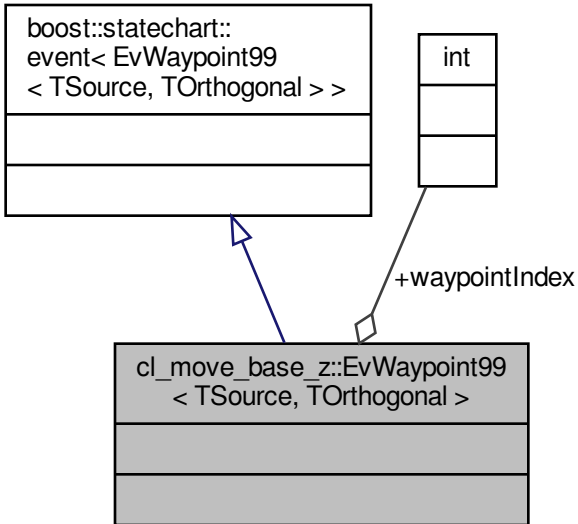 boost::statechart::
event< EvWaypoint99
< TSource, TOrthogonal > >
int
+waypointIndex
cl_move_base_z::EvWaypoint99
< TSource, TOrthogonal >